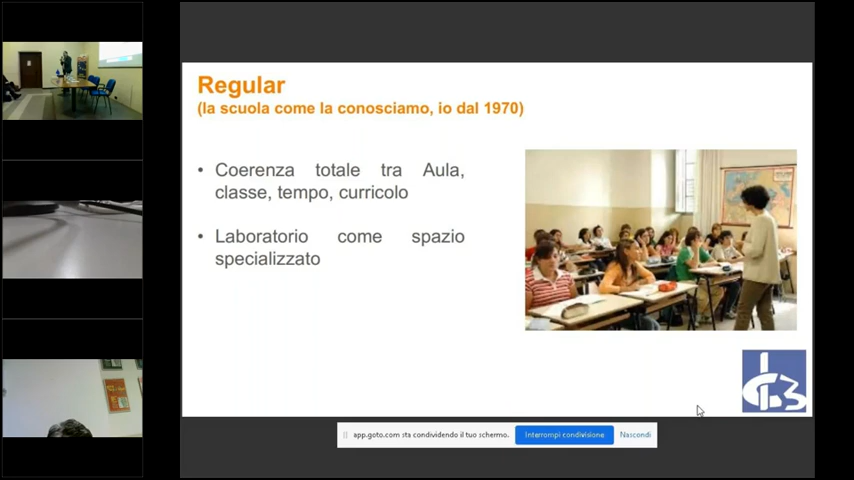 Regular
(la scuola come la conosciamo, io dal 1970)
• Coerenza totale tra Aula,
classe, tempo, curricolo
• Laboratorio come spazio
specializzato
app.goto.com sta condividendo il tuo schermo.
Interrompi condivisione
Nascondi